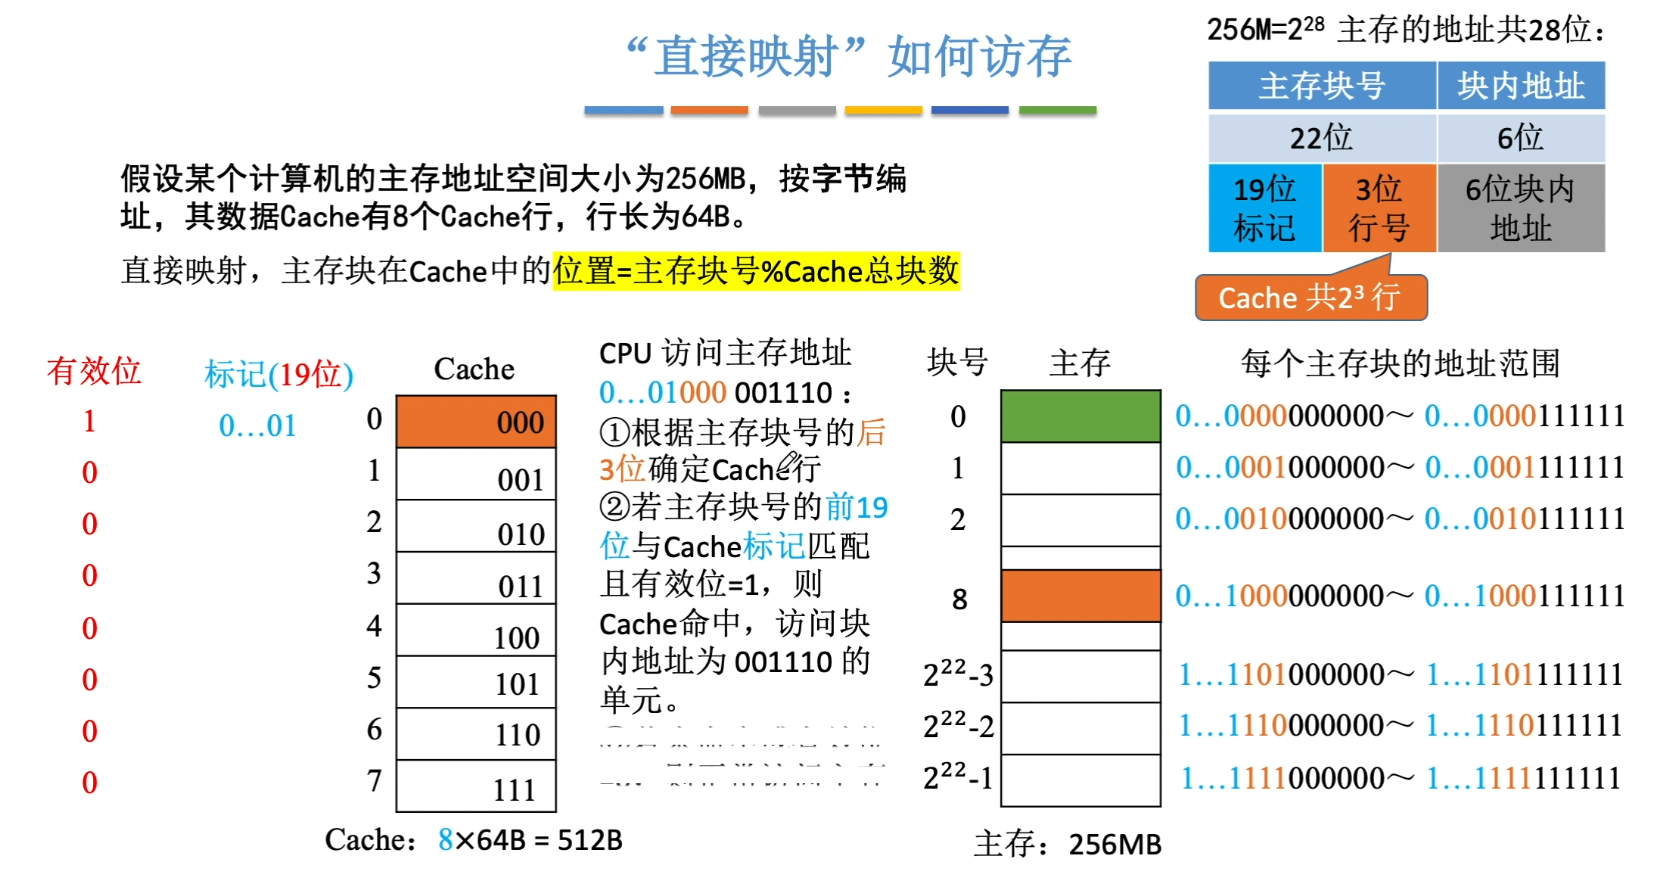 “直接映射”如何访存
256M=2²⁸ 主存的地址共28位：
主存块号 块内地址
22位 6位
19位标记 3位行号 6位块内地址
Cache 共2³ 行
假设某个计算机的主存地址空间大小为256MB，按字节编
址，其数据Cache有8个Cache行，行长为64B。
直接映射，主存块在Cache中的位置=主存块号%Cache总块数
有效位 标记(19位) Cache
1 0…01 0 000
0 1 001
0 2 010
0 3 011
0 4 100
0 5 101
0 6 110
0 7 111
Cache：8×64B = 512B
CPU 访问主存地址
0…01000 001110：
①根据主存块号的后
3位确定Cache行
②若主存块号的前19
位与Cache标记匹配
且有效位=1，则
Cache命中，访问块
内地址为 001110 的
单元。
块号 主存 每个主存块的地址范围
0 0…0000000000～ 0…0000111111
1 0…0001000000～ 0…0001111111
2 0…0010000000～ 0…0010111111
8 0…1000000000～ 0…1000111111
2²²-3 1…1101000000～ 1…1101111111
2²²-2 1…1110000000～ 1…1110111111
2²²-1 1…1111000000～ 1…1111111111
主存：256MB